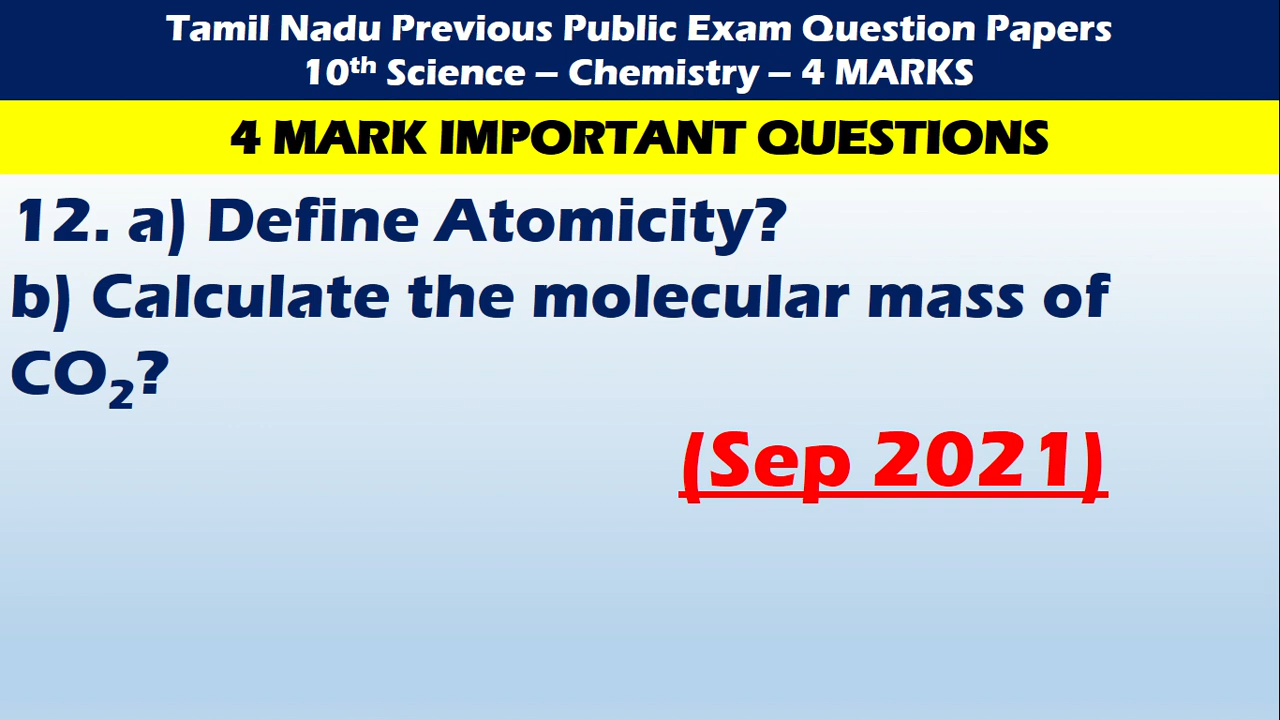 Tamil Nadu Previous Public Exam Question Papers
10th Science – Chemistry – 4 MARKS
4 MARK IMPORTANT QUESTIONS
12. a) Define Atomicity?
b) Calculate the molecular mass of
CO₂?
(Sep 2021)